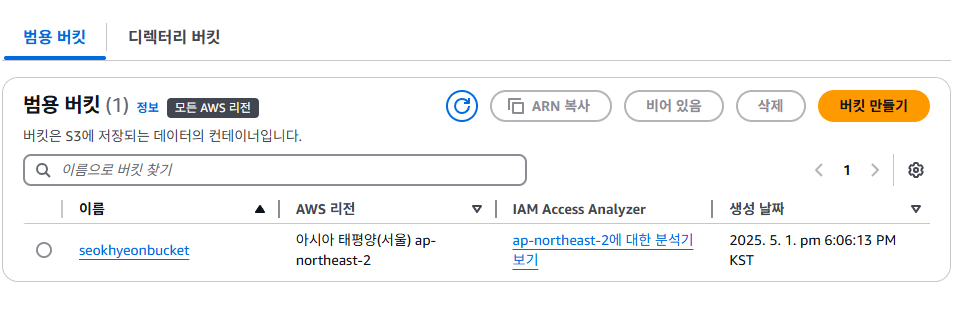 범용 버킷 디렉터리 버킷
범용 버킷 (1) 정보 모든 AWS 리전 ARN 복사 비어 있음 삭제 버킷 만들기
버킷은 S3에 저장되는 데이터의 컨테이너입니다.
이름으로 버킷 찾기 1
이름 AWS 리전 IAM Access Analyzer 생성 날짜
seokhyeonbucket
아시아 태평양(서울) ap-
northeast-2
ap-northeast-2에 대한 분석기
보기
2025. 5. 1. pm 6:06:13 PM
KST